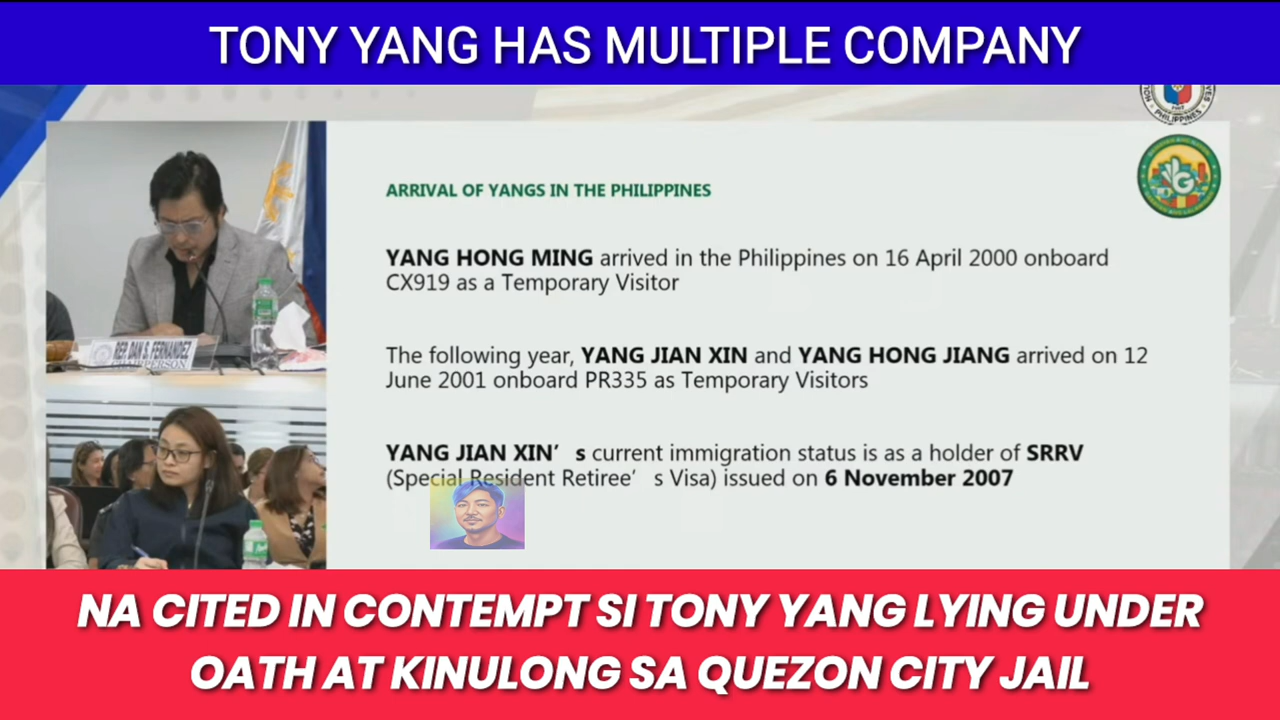 TONY YANG HAS MULTIPLE COMPANY
PHILIPPINES
ARRIVAL OF YANGS IN THE PHILIPPINES
YANG HONG MING arrived in the Philippines on 16 April 2000 onboard
CX919 as a Temporary Visitor
The following year, YANG JIAN XIN and YANG HONG JIANG arrived on 12
June 2001 onboard PR335 as Temporary Visitors
YANG JIAN XIN’ s current immigration status is as a holder of SRRV
(Special Resident Retiree’ s Visa) issued on 6 November 2007
REP. DAN S. FERNANDEZ
NA CITED IN CONTEMPT SI TONY YANG LYING UNDER
OATH AT KINULONG SA QUEZON CITY JAIL